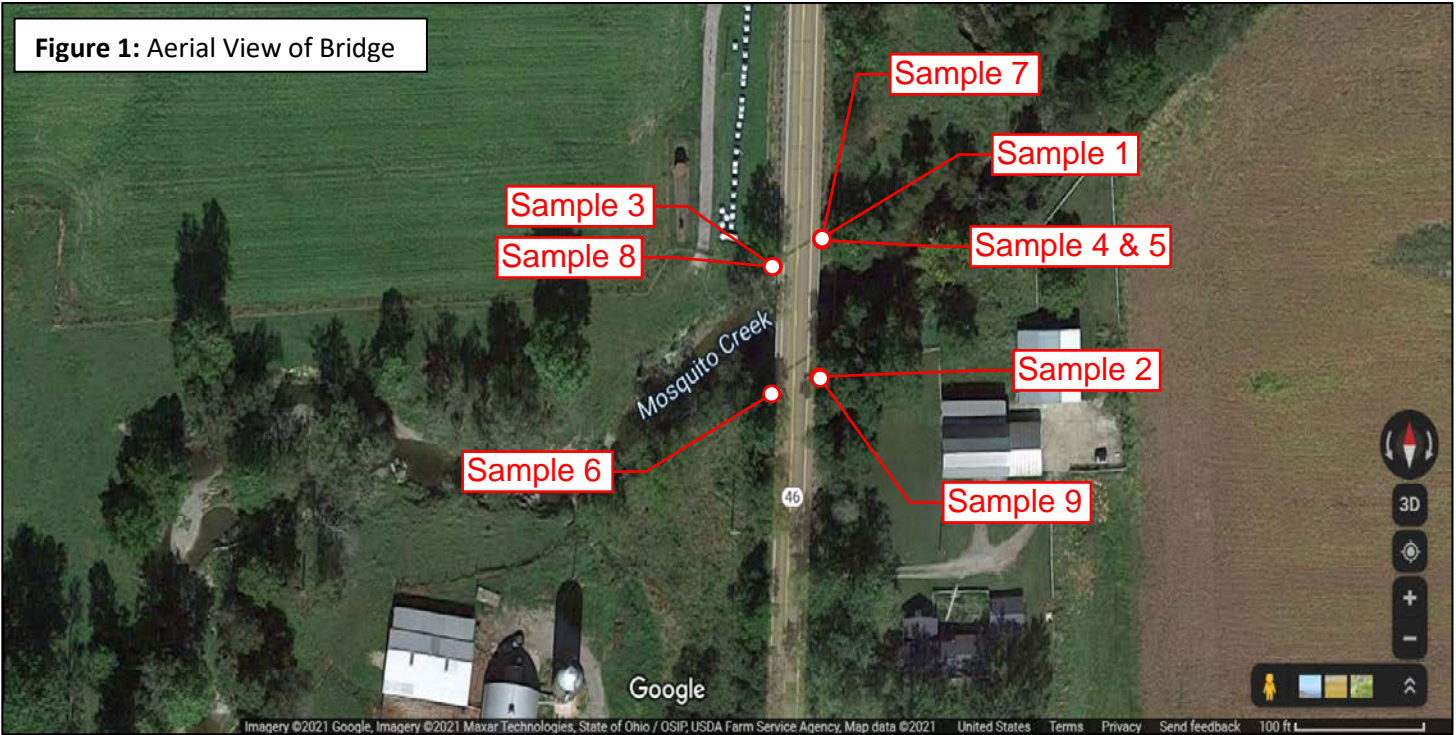 Figure 1: Aerial View of Bridge
Sample 7
Sample 1
Sample 3
Sample 4 & 5
Sample 8
Mosquito Creek
Sample 2
Sample 6
Sample 9
46
3D
+
−
Google
Imagery ©2021 Google, Imagery ©2021 Maxar Technologies, State of Ohio / OSIP, USDA Farm Service Agency, Map data ©2021 United States Terms Privacy Send feedback 100 ft